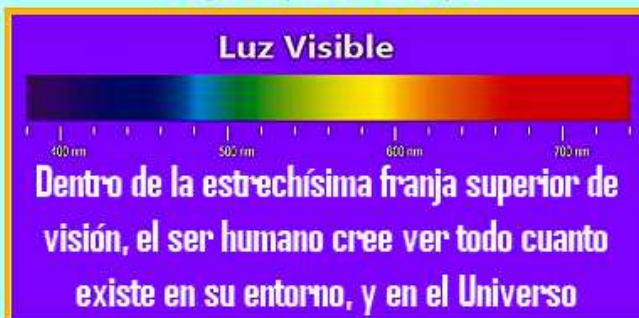 Luz Visible
400 nm 500 nm 600 nm 700 nm
Dentro de la estrechísima franja superior de
visión, el ser humano cree ver todo cuanto
existe en su entorno, y en el Universo